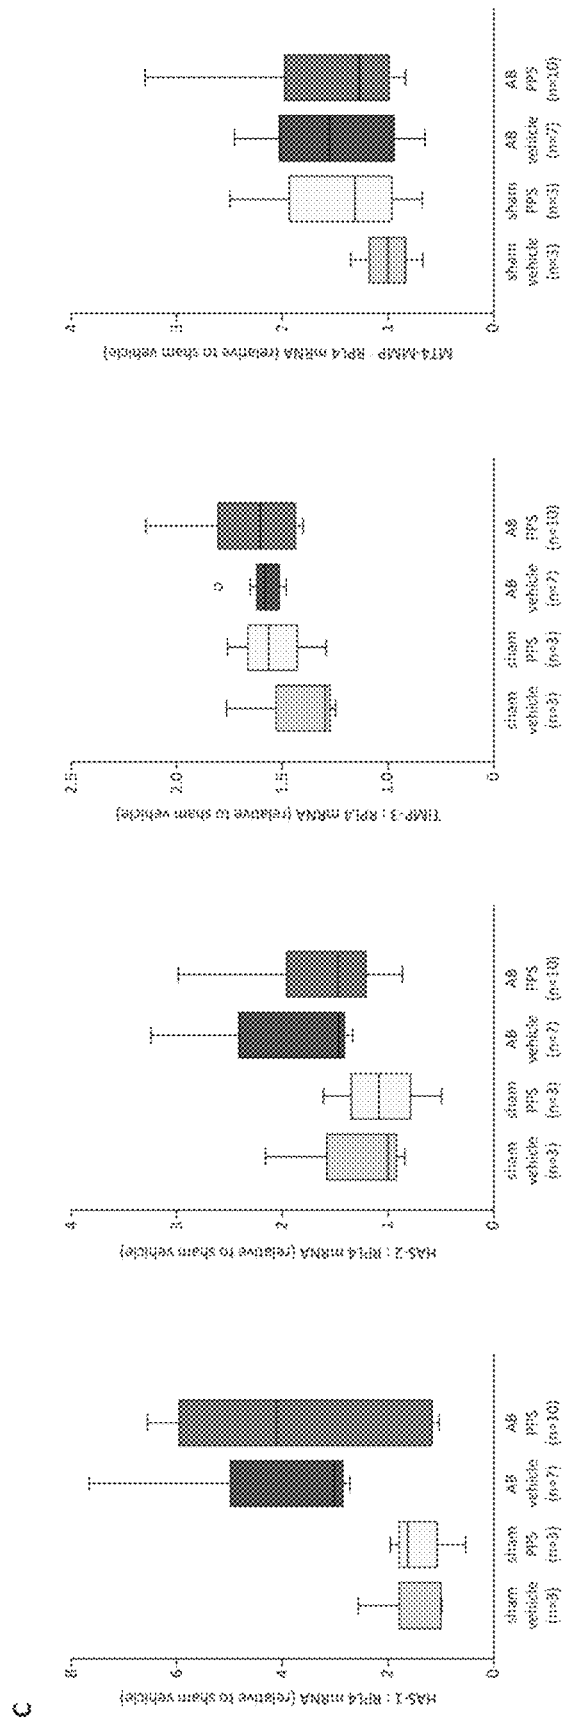 C
HAS-1 : RPL4 mRNA (relative to sham vehicle)
8
6
4
2
0
sham
vehicle
(n=3)
sham
PPS
(n=3)
AB
vehicle
(n=7)
AB
PPS
(n=10)
HAS-2 : RPL4 mRNA (relative to sham vehicle)
4
3
2
1
0
sham
vehicle
(n=3)
sham
PPS
(n=3)
AB
vehicle
(n=7)
AB
PPS
(n=10)
TIMP-3 : RPL4 mRNA (relative to sham vehicle)
2.5
2.0
1.5
1.0
0
sham
vehicle
(n=3)
sham
PPS
(n=3)
AB
vehicle
(n=7)
AB
PPS
(n=10)
MT4-MMP : RPL4 mRNA (relative to sham vehicle)
4
3
2
1
0
sham
vehicle
(n=3)
sham
PPS
(n=3)
AB
vehicle
(n=7)
AB
PPS
(n=10)